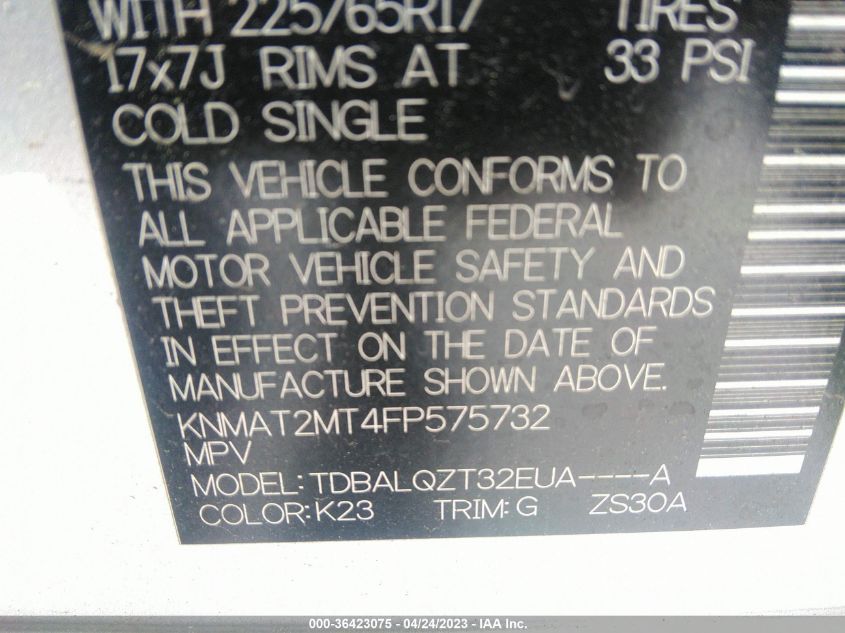 WITH 225/65R17 TIRES
17x7J RIMS AT 33 PSI
COLD SINGLE
THIS VEHICLE CONFORMS TO
ALL APPLICABLE FEDERAL
MOTOR VEHICLE SAFETY AND
THEFT PREVENTION STANDARDS
IN EFFECT ON THE DATE OF
MANUFACTURE SHOWN ABOVE.
KNMAT2MT4FP575732
MPV
MODEL:TDBALQZT32EUA----A
COLOR:K23 TRIM:G ZS30A
000-36423075 - 04/24/2023 - IAA Inc.